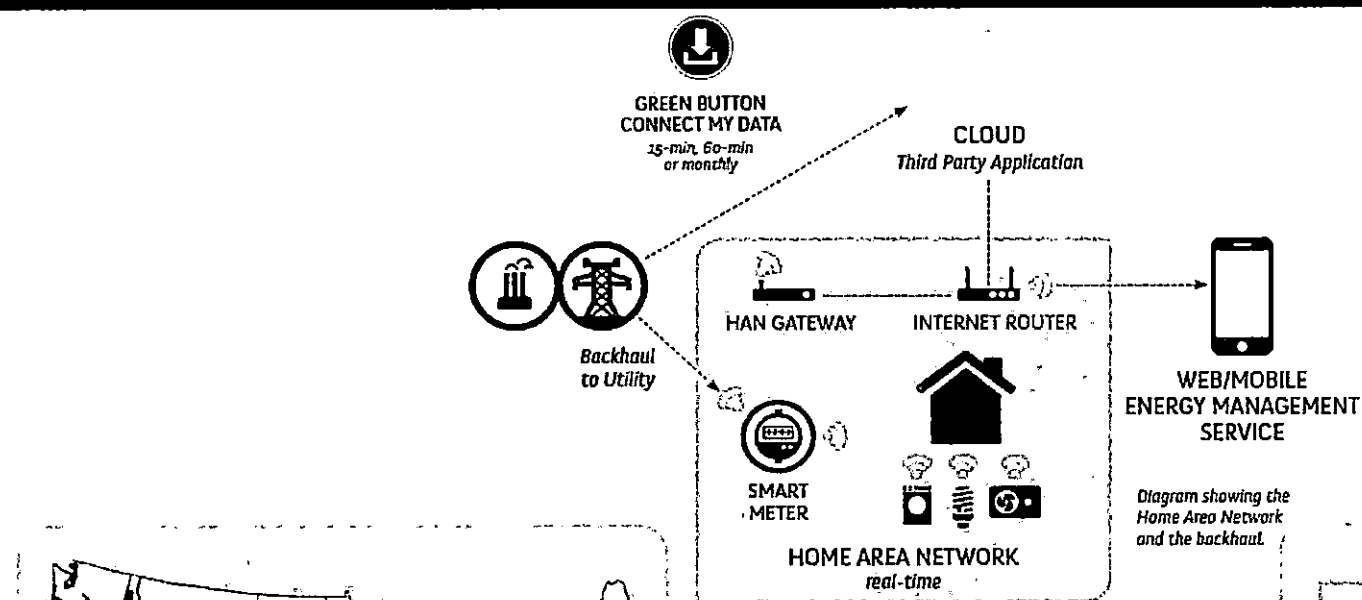 GREEN BUTTON
CONNECT MY DATA
15-min, 60-min
or monthly
CLOUD
Third Party Application
HAN GATEWAY
INTERNET ROUTER
Backhaul
to Utility
WEB/MOBILE
ENERGY MANAGEMENT
SERVICE
SMART
METER
Diagram showing the
Home Area Network
and the backhaul.
HOME AREA NETWORK
real-time